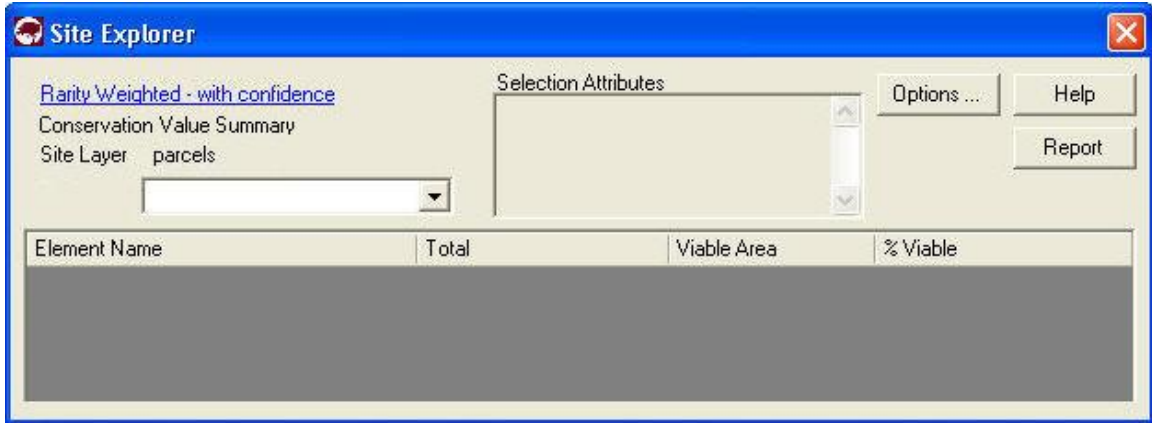 Site Explorer
Rarity Weighted - with confidence
Conservation Value Summary
Site Layer parcels
Selection Attributes
Options ...
Help
Report
Element Name Total Viable Area % Viable